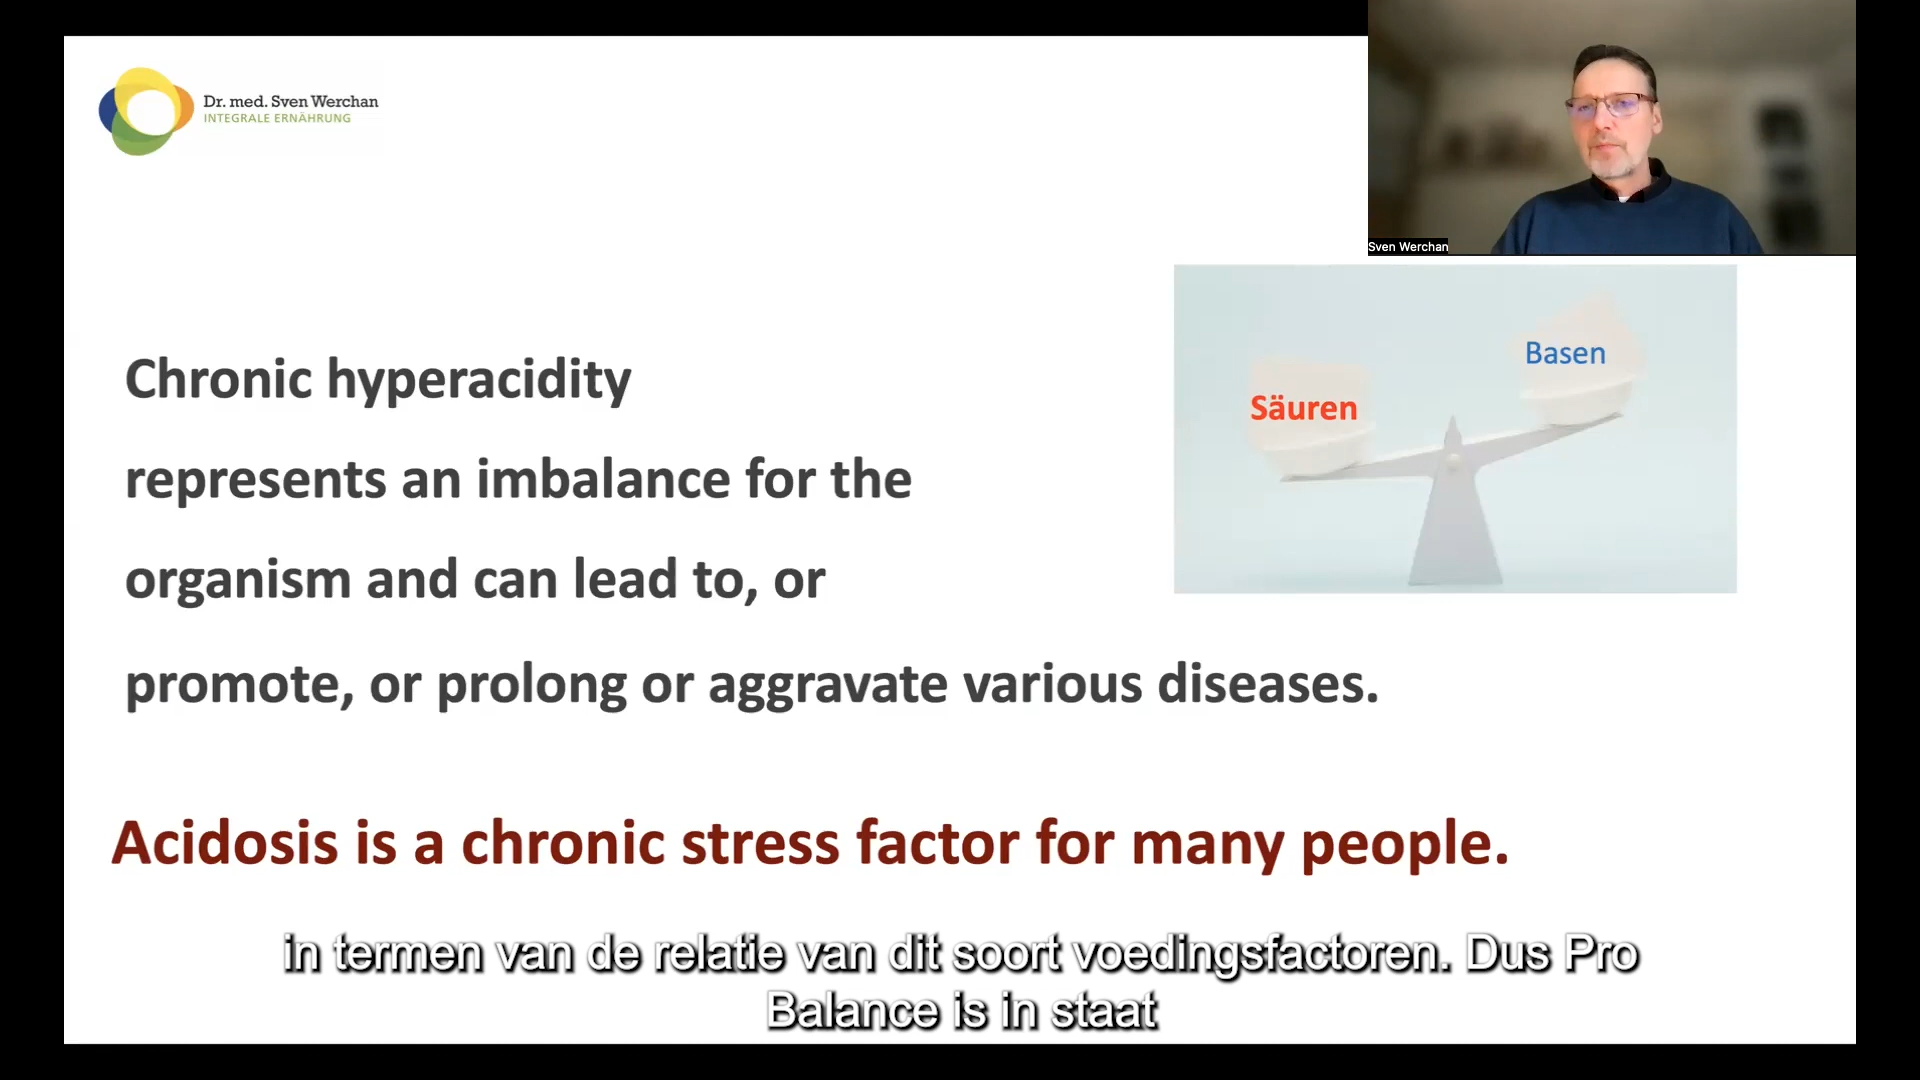 Dr. med. Sven Werchan
INTEGRALE ERNÄHRUNG
Sven Werchan
Chronic hyperacidity
represents an imbalance for the
organism and can lead to, or
promote, or prolong or aggravate various diseases.
Säuren
Basen
Acidosis is a chronic stress factor for many people.
in termen van de relatie van dit soort voedingsfactoren. Dus Pro
Balance is in staat